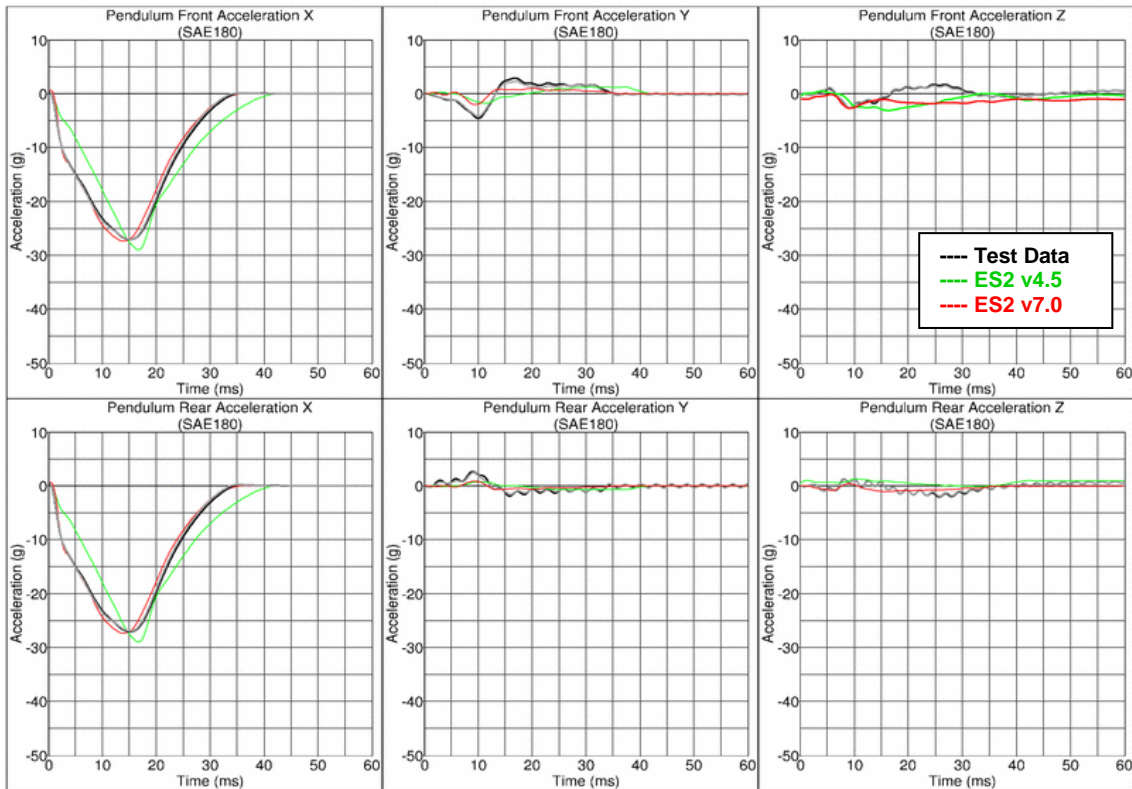 Pendulum Front Acceleration X
(SAE180)
10
0
-10
-20
-30
-40
-50
Acceleration (g)
0 10 20 30 40 50 60
Time (ms)
Pendulum Front Acceleration Y
(SAE180)
10
0
-10
-20
-30
-40
-50
Acceleration (g)
0 10 20 30 40 50 60
Time (ms)
Pendulum Front Acceleration Z
(SAE180)
10
0
-10
-20
-30
-40
-50
Acceleration (g)
0 10 20 30 40 50 60
Time (ms)
---- Test Data
---- ES2 v4.5
---- ES2 v7.0
Pendulum Rear Acceleration X
(SAE180)
10
0
-10
-20
-30
-40
-50
Acceleration (g)
0 10 20 30 40 50 60
Time (ms)
Pendulum Rear Acceleration Y
(SAE180)
10
0
-10
-20
-30
-40
-50
Acceleration (g)
0 10 20 30 40 50 60
Time (ms)
Pendulum Rear Acceleration Z
(SAE180)
10
0
-10
-20
-30
-40
-50
Acceleration (g)
0 10 20 30 40 50 60
Time (ms)